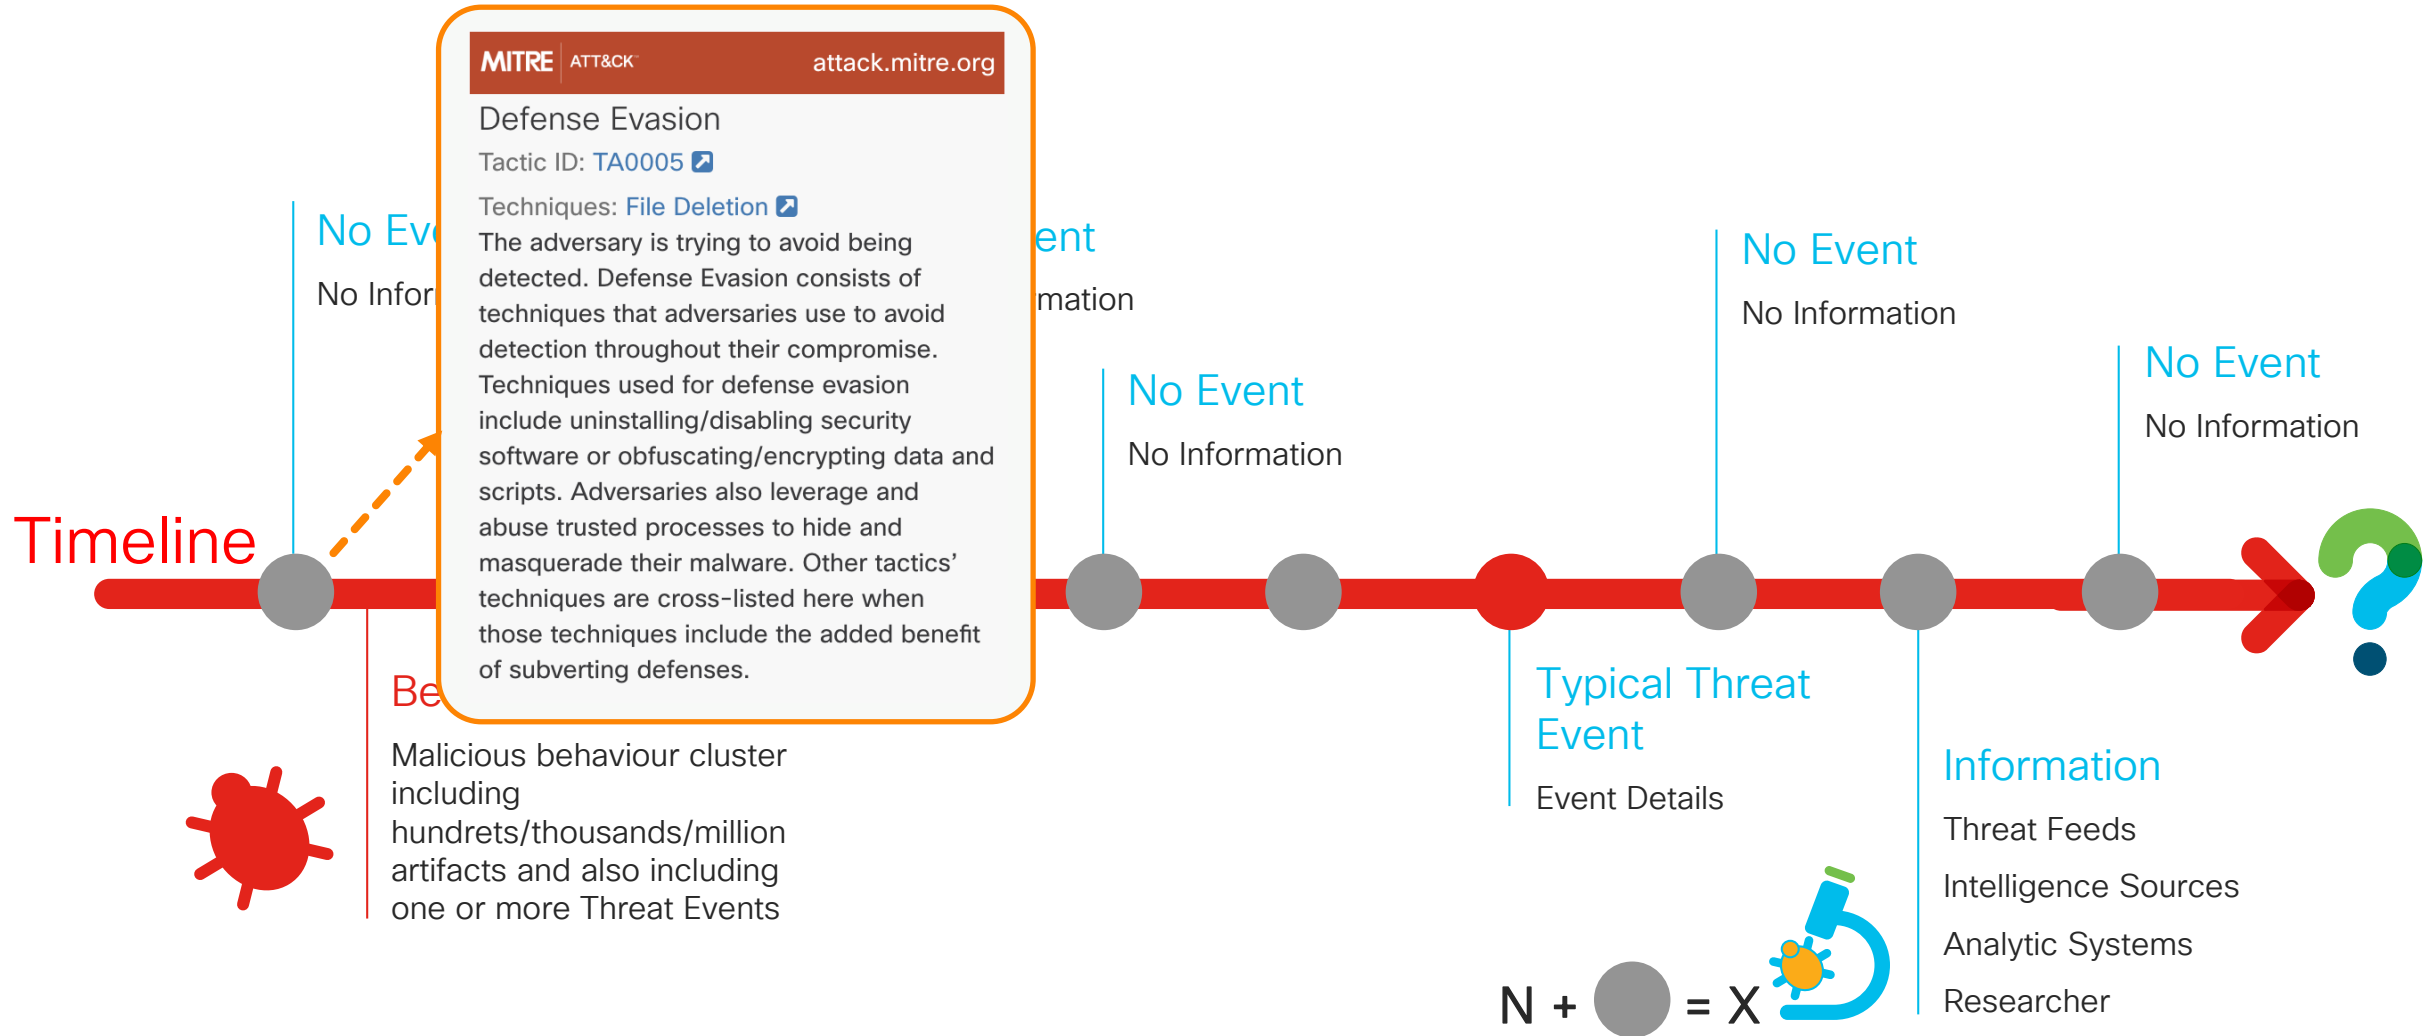 MITRE ATT&CK™ attack.mitre.org
Defense Evasion
Tactic ID: TA0005
Techniques: File Deletion
The adversary is trying to avoid being
detected. Defense Evasion consists of
techniques that adversaries use to avoid
detection throughout their compromise.
Techniques used for defense evasion
include uninstalling/disabling security
software or obfuscating/encrypting data and
scripts. Adversaries also leverage and
abuse trusted processes to hide and
masquerade their malware. Other tactics’
techniques are cross-listed here when
those techniques include the added benefit
of subverting defenses.
No
No
No Event
No Information
No Event
No Information
No Event
No Information
Timeline
Malicious behaviour cluster
including
hundrets/thousands/million
artifacts and also including
one or more Threat Events
Typical Threat
Event
Event Details
Information
Threat Feeds
Intelligence Sources
Analytic Systems
Researcher
N + = X